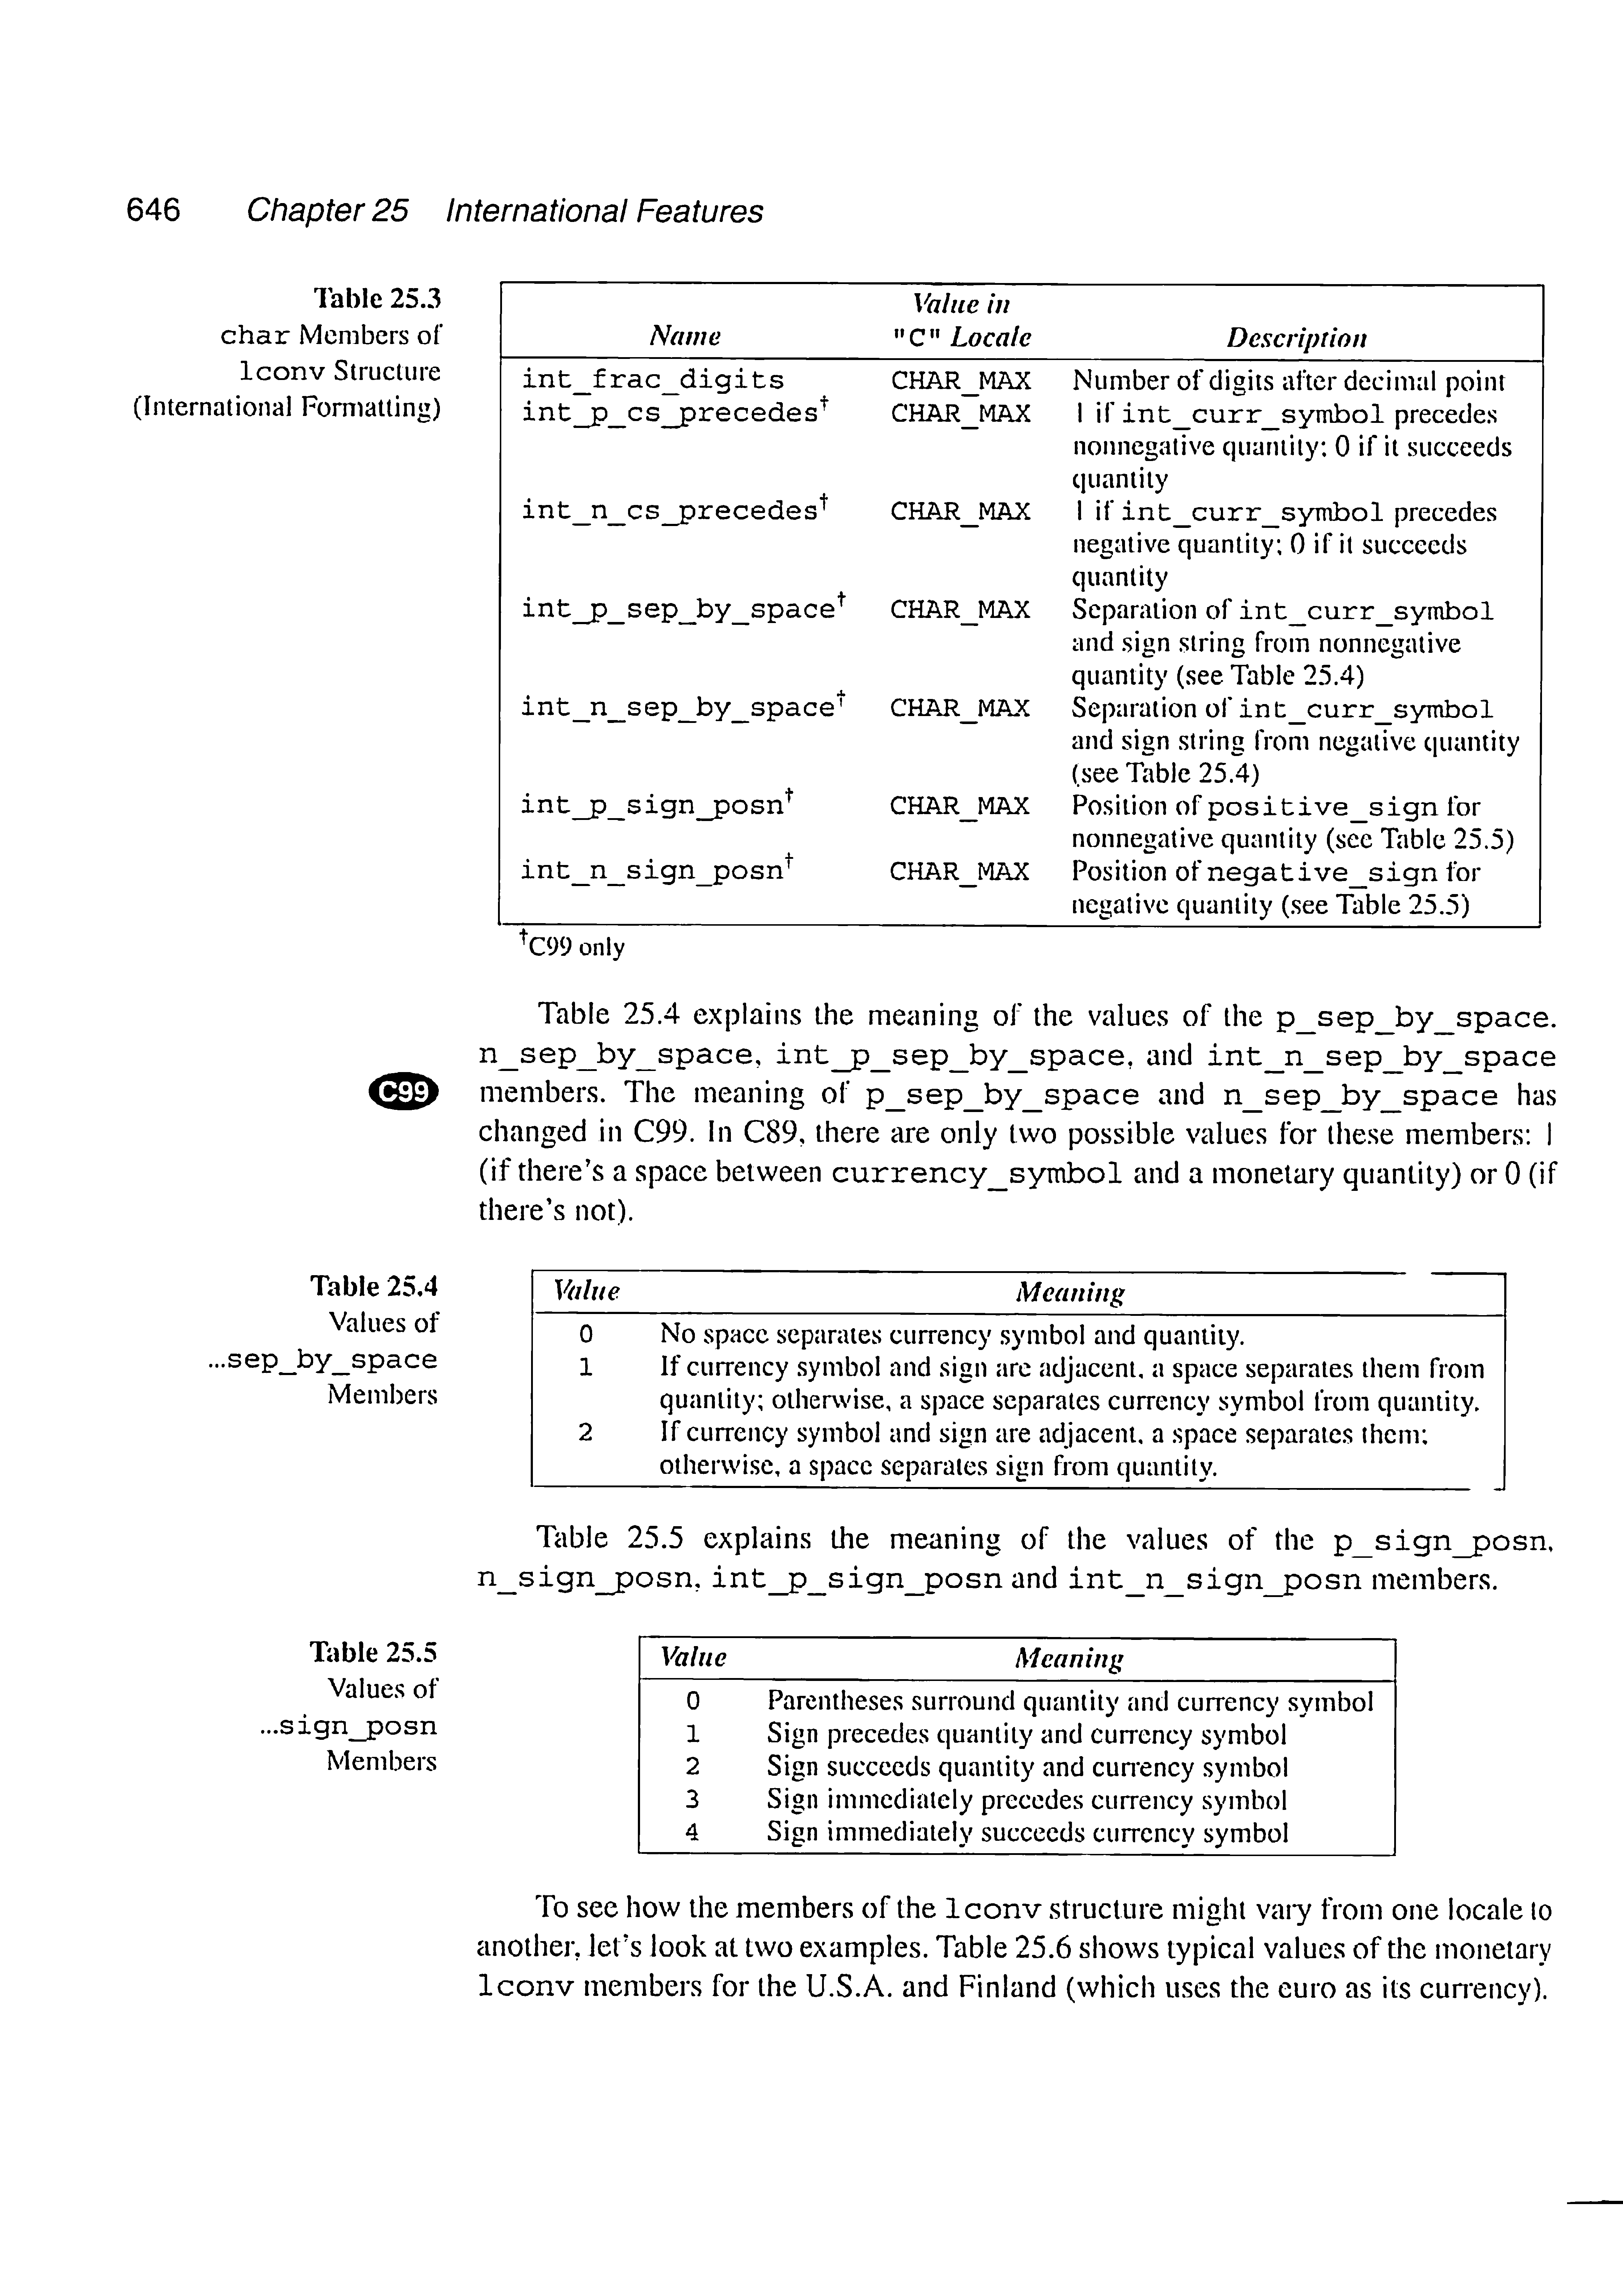 646 Chapter 25 International Features
Table 25.3
char Members of
lconv Structure
(International Formatting)
Value in
Name "C" Locale Description
int_frac_digits CHAR_MAX Number of digits after decimal point
int_p_cs_precedes† CHAR_MAX 1 if int_curr_symbol precedes
nonnegative quantity; 0 if it succeeds
quantity
int_n_cs_precedes† CHAR_MAX 1 if int_curr_symbol precedes
negative quantity; 0 if it succeeds
quantity
int_p_sep_by_space† CHAR_MAX Separation of int_curr_symbol
and sign string from nonnegative
quantity (see Table 25.4)
int_n_sep_by_space† CHAR_MAX Separation of int_curr_symbol
and sign string from negative quantity
(see Table 25.4)
int_p_sign_posn† CHAR_MAX Position of positive_sign for
nonnegative quantity (see Table 25.5)
int_n_sign_posn† CHAR_MAX Position of negative_sign for
negative quantity (see Table 25.5)
†C99 only
Table 25.4 explains the meaning of the values of the p_sep_by_space,
n_sep_by_space, int_p_sep_by_space, and int_n_sep_by_space
C99 members. The meaning of p_sep_by_space and n_sep_by_space has
changed in C99. In C89, there are only two possible values for these members: 1
(if there's a space between currency_symbol and a monetary quantity) or 0 (if
there's not).
Table 25.4
Values of
...sep_by_space
Members
Value Meaning
0 No space separates currency symbol and quantity.
1 If currency symbol and sign are adjacent, a space separates them from
quantity; otherwise, a space separates currency symbol from quantity.
2 If currency symbol and sign are adjacent, a space separates them;
otherwise, a space separates sign from quantity.
Table 25.5 explains the meaning of the values of the p_sign_posn,
n_sign_posn, int_p_sign_posn and int_n_sign_posn members.
Table 25.5
Values of
...sign_posn
Members
Value Meaning
0 Parentheses surround quantity and currency symbol
1 Sign precedes quantity and currency symbol
2 Sign succeeds quantity and currency symbol
3 Sign immediately precedes currency symbol
4 Sign immediately succeeds currency symbol
To see how the members of the lconv structure might vary from one locale to
another, let's look at two examples. Table 25.6 shows typical values of the monetary
lconv members for the U.S.A. and Finland (which uses the euro as its currency).